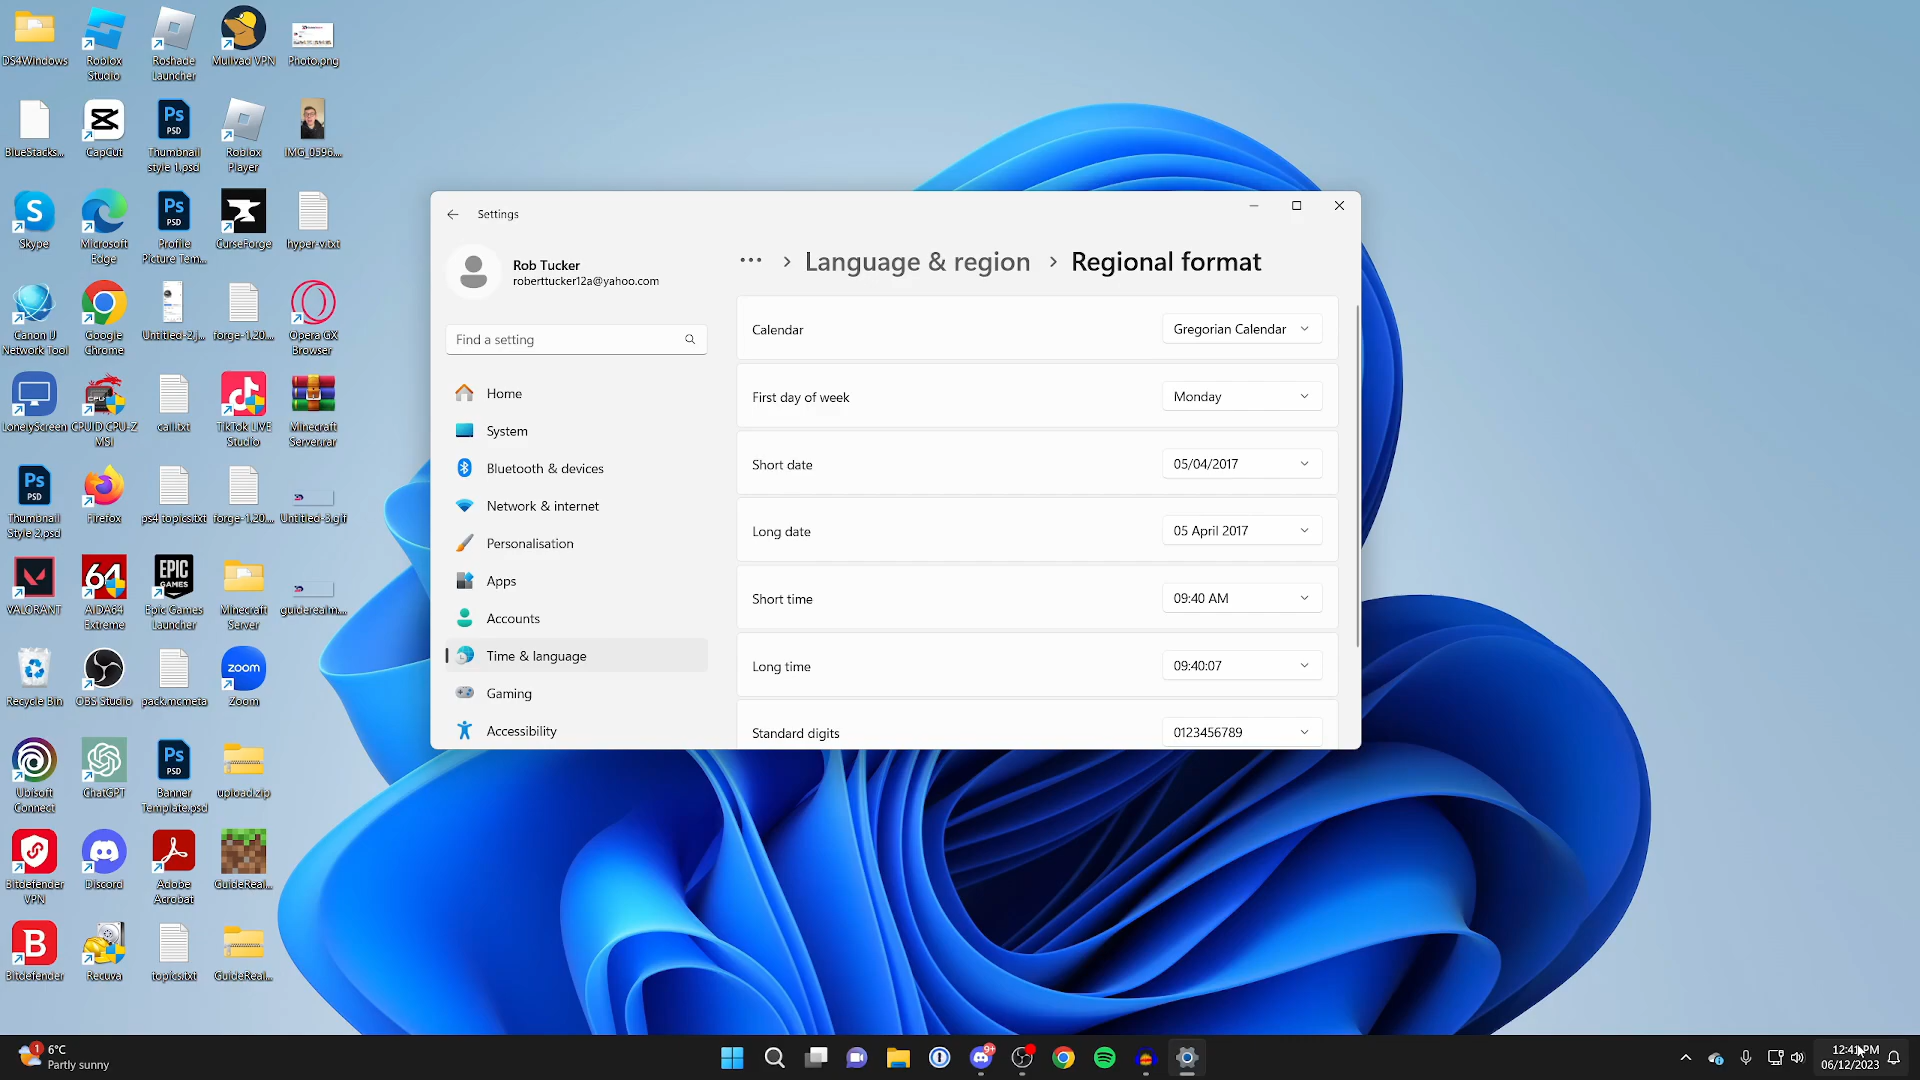 DS4Windows
Roblox
Studio
Roshade
Launcher
Mullvad VPN
Photo.png
BlueStacks...
CapCut
Thumbnail
style 1.psd
Roblox
Player
IMG_0596....
Skype
Microsoft
Edge
Profile
Picture Tem...
CurseForge
hyper-v.txt
Canon IJ
Network Tool
Google
Chrome
Untitled-2.j...
forge-1.20....
Opera GX
Browser
LonelyScreen
CPUID CPU-Z
MSI
call.txt
TikTok LIVE
Studio
Minecraft
Server.rar
Thumbnail
Style 2.psd
Firefox
ps4 topics.txt
forge-1.20....
Untitled-3.gif
VALORANT
AIDA64
Extreme
Epic Games
Launcher
Minecraft
Server
guiderealm....
Recycle Bin
OBS Studio
pack.mcmeta
Zoom
Ubisoft
Connect
ChatGPT
Banner
Template.psd
upload.zip
Bitdefender
VPN
Discord
Adobe
Acrobat
GuideReal...
Bitdefender
Recuva
topics.txt
GuideReal...
Settings
Rob Tucker
roberttucker12a@yahoo.com
Find a setting
Home
System
Bluetooth & devices
Network & internet
Personalisation
Apps
Accounts
Time & language
Gaming
Accessibility
... > Language & region > Regional format
Calendar
Gregorian Calendar
First day of week
Monday
Short date
05/04/2017
Long date
05 April 2017
Short time
09:40 AM
Long time
09:40:07
Standard digits
0123456789
1
6°C
Partly sunny
9+
12:41 PM
06/12/2023